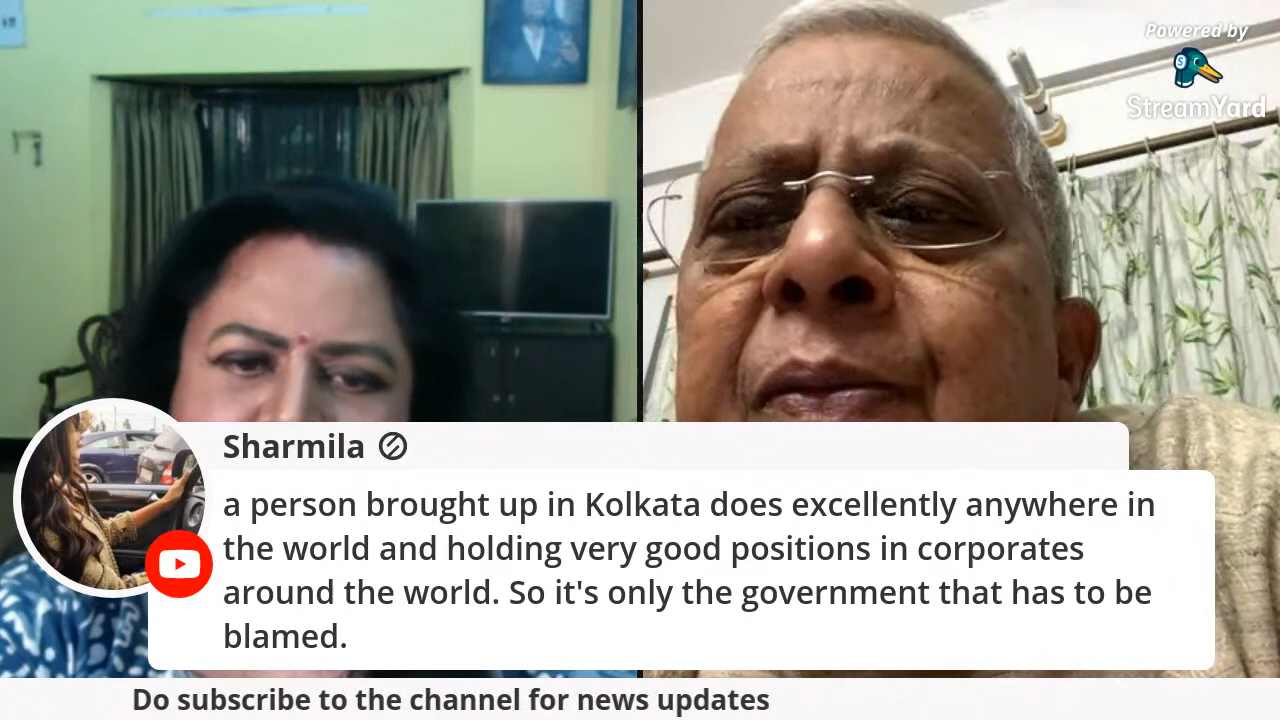 Powered by
StreamYard
Sharmila
a person brought up in Kolkata does excellently anywhere in
the world and holding very good positions in corporates
around the world. So it's only the government that has to be
blamed.
Do subscribe to the channel for news updates